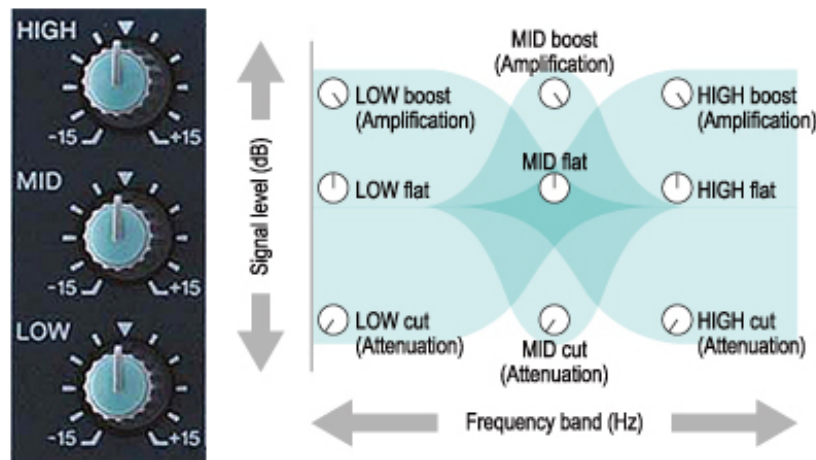 HIGH
-15
+15
MID
-15
+15
LOW
-15
+15
Signal level (dB)
LOW boost
(Amplification)
MID boost
(Amplification)
HIGH boost
(Amplification)
LOW flat
MID flat
HIGH flat
LOW cut
(Attenuation)
MID cut
(Attenuation)
HIGH cut
(Attenuation)
Frequency band (Hz)